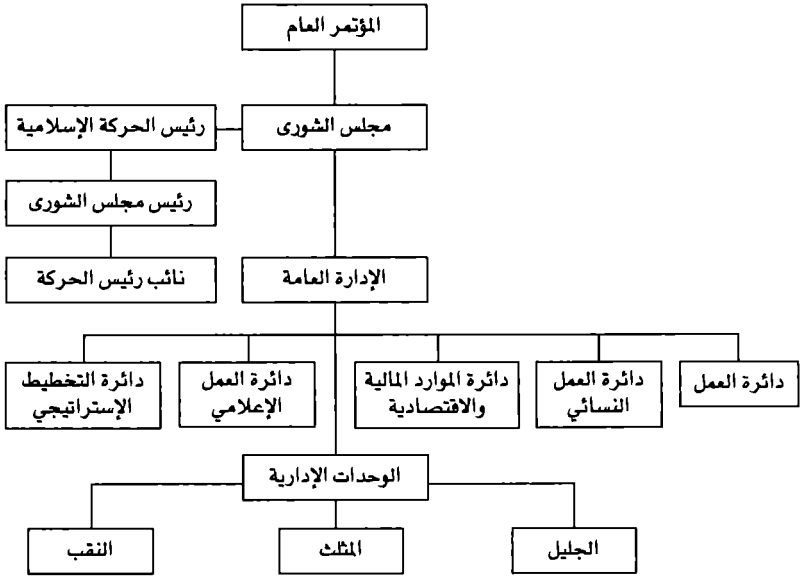 المؤتمر العام
مجلس الشورى
رئيس الحركة الإسلامية
رئيس مجلس الشورى
الإدارة العامة
نائب رئيس الحركة
دائرة العمل
دائرة العمل
النسائي
دائرة الموارد المالية
والاقتصادية
دائرة العمل
الإعلامي
دائرة التخطيط
الإستراتيجي
الوحدات الإدارية
الجليل
المثلث
النقب